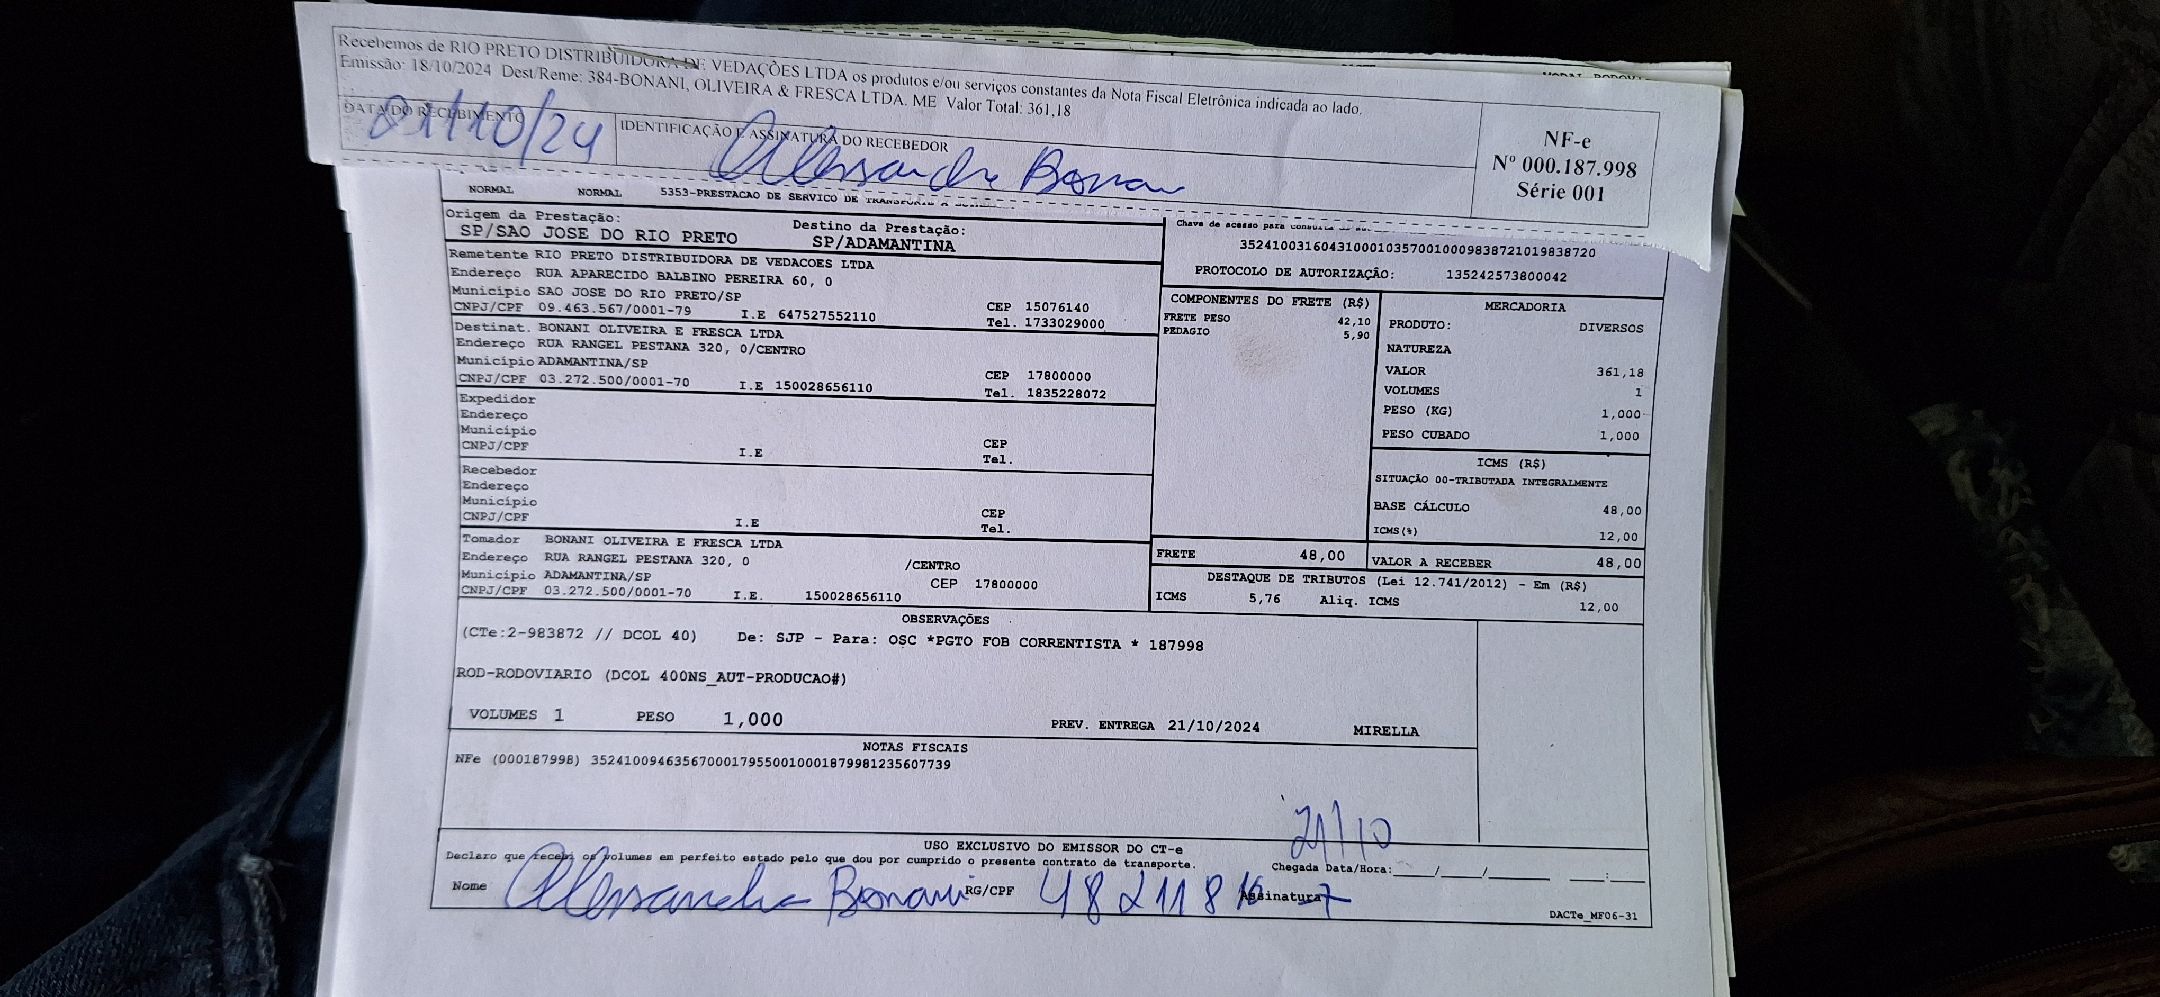 Recebemos de RIO PRETO DISTRIBUIDORA DE VEDAÇÕES LTDA os produtos e/ou serviços constantes da Nota Fiscal Eletrônica indicada ao lado.
Emissão: 18/10/2024 Dest/Reme: 384-BONANI, OLIVEIRA & FRESCA LTDA. ME Valor Total: 361,18
DATA DO RECEBIMENTO
/10/24
IDENTIFICAÇÃO E ASSINATURA DO RECEBEDOR
NF-e
Nº 000.187.998
Série 001
NORMAL NORMAL 5353-PRESTACAO DE SERVICO DE
Origem da Prestação:
SP/SAO JOSE DO RIO PRETO
Destino da Prestação:
SP/ADAMANTINA
Chave de acesso para
35241003160431000103570010009838721019838720
PROTOCOLO DE AUTORIZAÇÃO: 135242573800042
Remetente RIO PRETO DISTRIBUIDORA DE VEDACOES LTDA
Endereço RUA APARECIDO BALBINO PEREIRA 60, 0
Município SAO JOSE DO RIO PRETO/SP
CEP 15076140
CNPJ/CPF 09.463.567/0001-79 I.E 647527552110 Tel. 1733029000
Destinat. BONANI OLIVEIRA E FRESCA LTDA
Endereço RUA RANGEL PESTANA 320, 0/CENTRO
Município ADAMANTINA/SP
CEP 17800000
CNPJ/CPF 03.272.500/0001-70 I.E 150028656110 Tel. 1835228072
Expedidor
Endereço
Município
CNPJ/CPF I.E CEP
Tel.
Recebedor
Endereço
Município
CNPJ/CPF I.E CEP
Tel.
Tomador BONANI OLIVEIRA E FRESCA LTDA
Endereço RUA RANGEL PESTANA 320, 0 /CENTRO
Município ADAMANTINA/SP CEP 17800000
CNPJ/CPF 03.272.500/0001-70 I.E. 150028656110
COMPONENTES DO FRETE (R$)
FRETE PESO 42,10
PEDAGIO 5,90
MERCADORIA
PRODUTO: DIVERSOS
NATUREZA
VALOR 361,18
VOLUMES 1
PESO (KG) 1,000
PESO CUBADO 1,000
ICMS (R$)
SITUAÇÃO 00-TRIBUTADA INTEGRALMENTE
BASE CÁLCULO 48,00
ICMS(%) 12,00
FRETE 48,00
VALOR A RECEBER 48,00
DESTAQUE DE TRIBUTOS (Lei 12.741/2012) - Em (R$)
ICMS 5,76 Aliq. ICMS 12,00
OBSERVAÇÕES
(CTe:2-983872 // DCOL 40) De: SJP - Para: OSC *PGTO FOB CORRENTISTA * 187998
ROD-RODOVIARIO (DCOL 400NS_AUT-PRODUCAO#)
VOLUMES 1 PESO 1,000 PREV. ENTREGA 21/10/2024 MIRELLA
NOTAS FISCAIS
NFe (000187998) 35241009463567000179550010001879981235607739
21/10
USO EXCLUSIVO DO EMISSOR DO CT-e
Declaro que recebi os volumes em perfeito estado pelo que dou por cumprido o presente contrato de transporte.
Chegada Data/Hora:____/____/______ ____:____
Nome
RG/CPF
Assinatura
DACTe_MF06-31